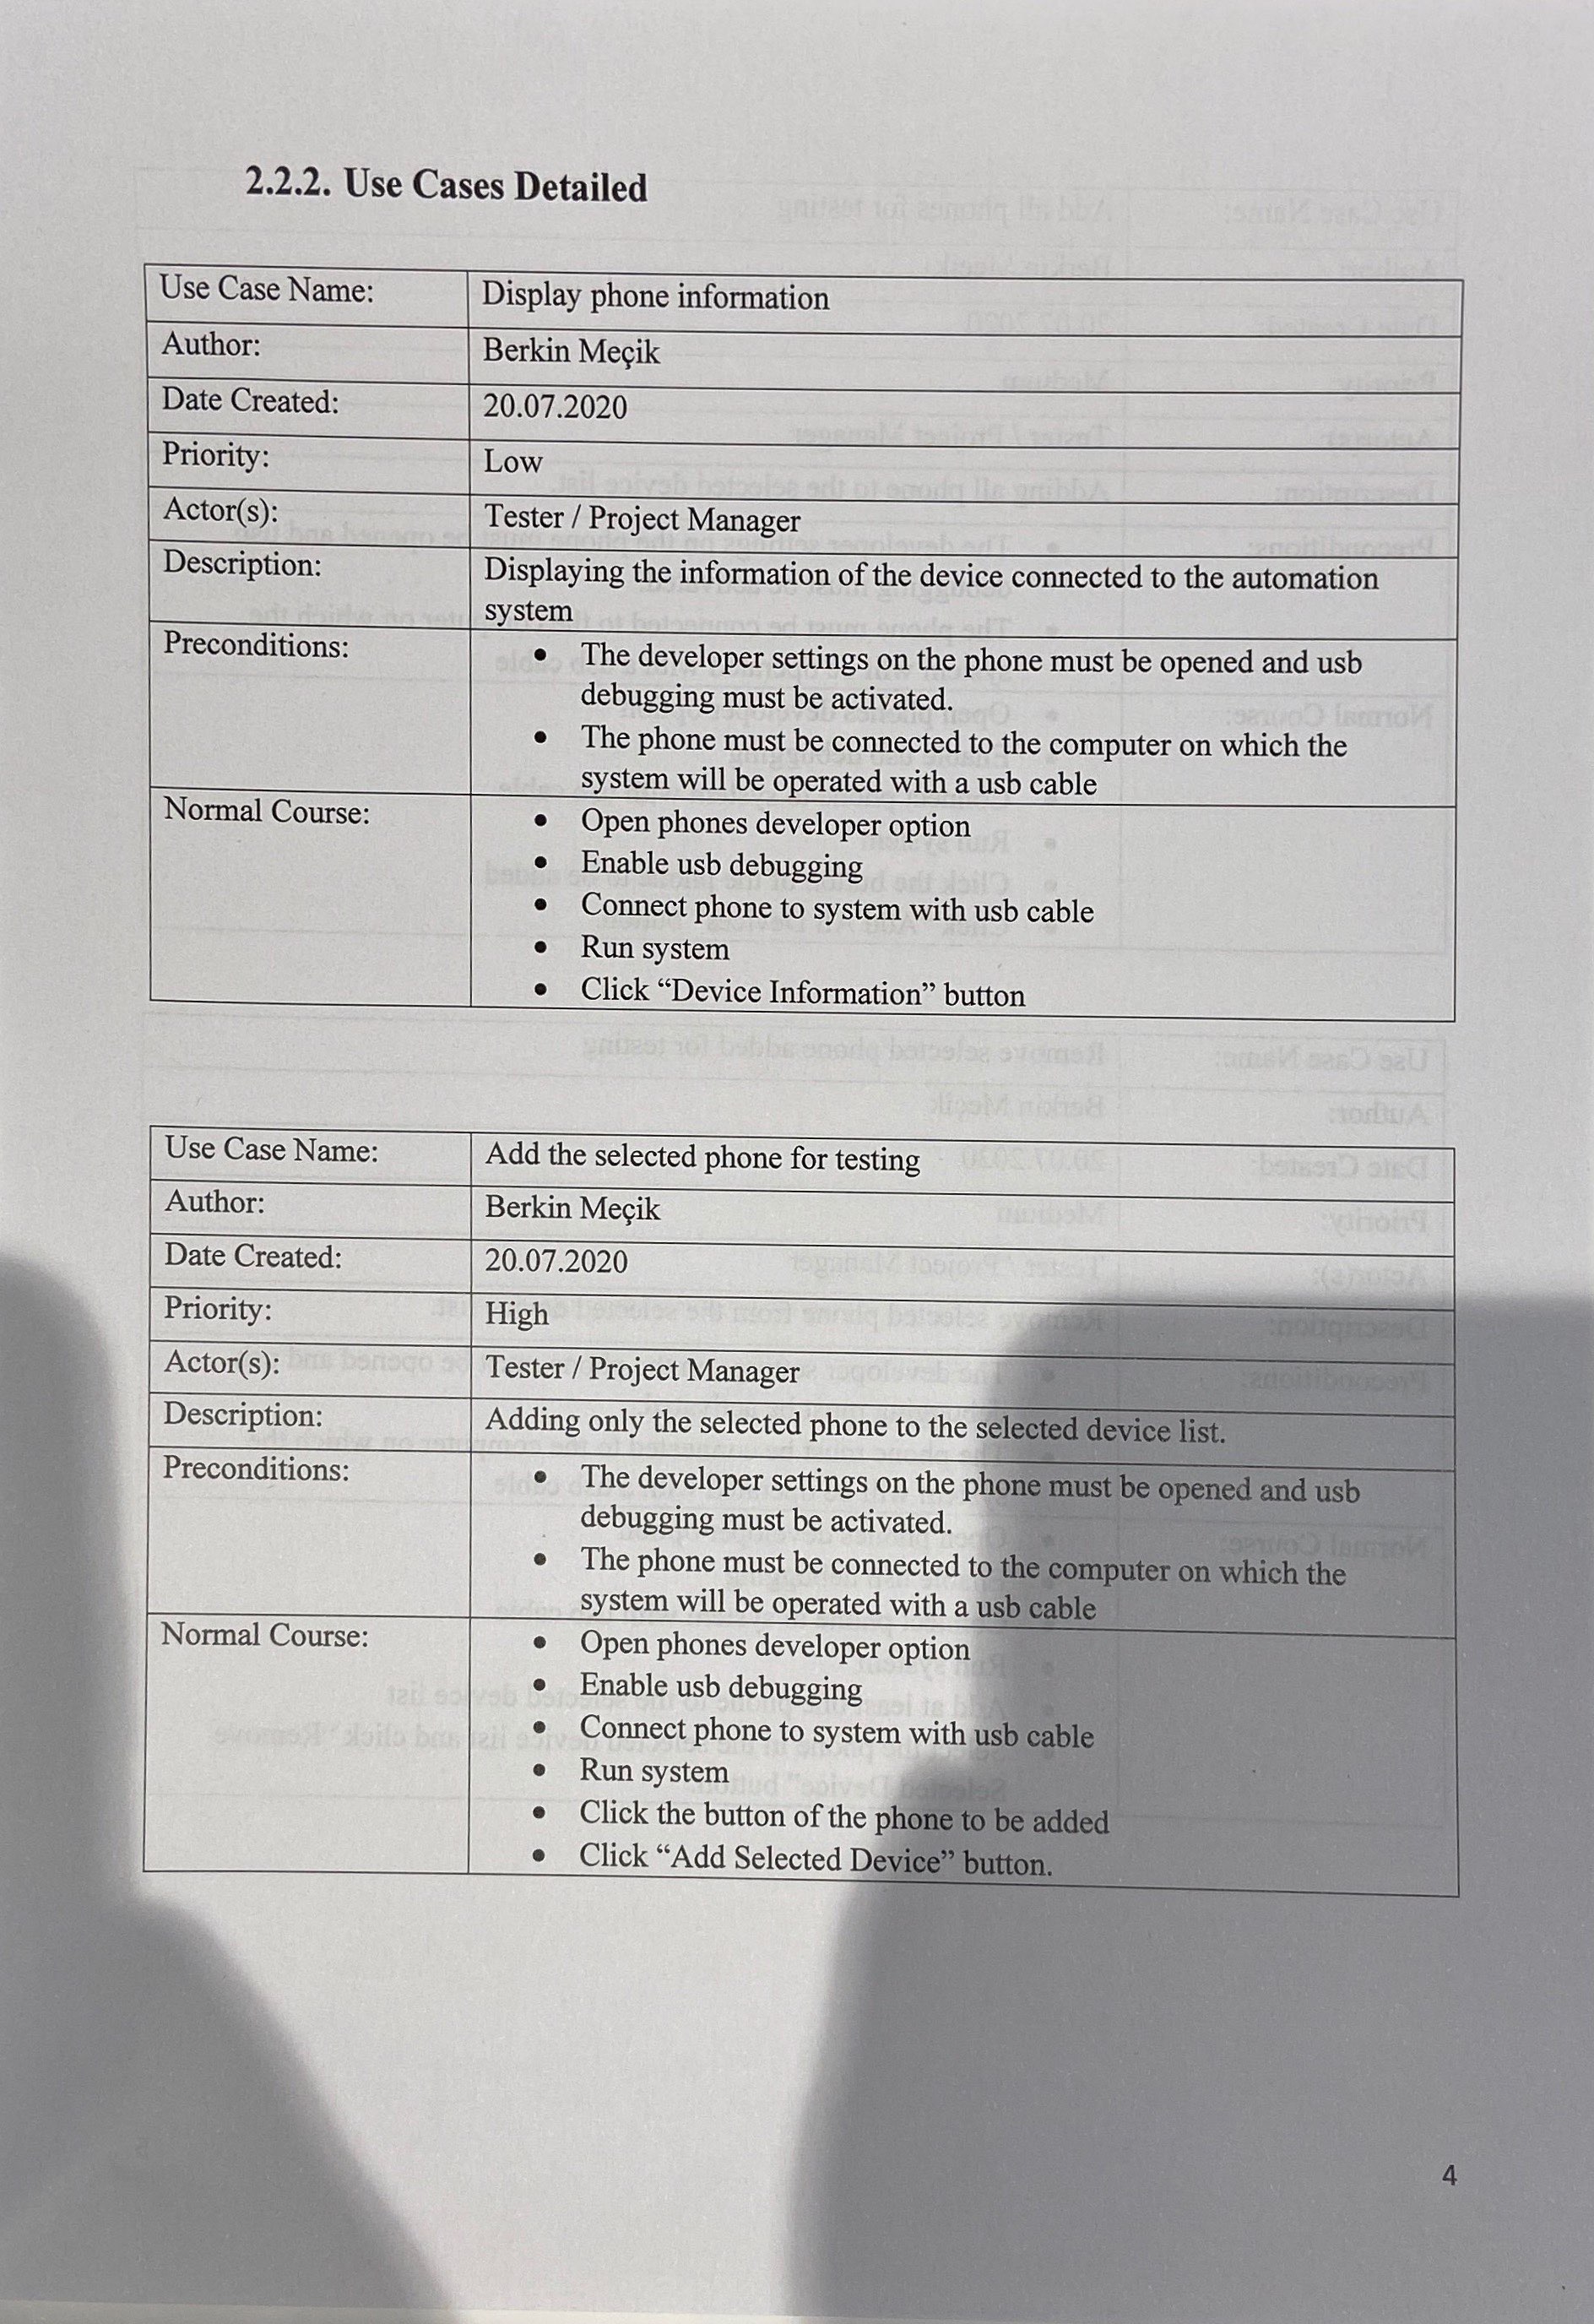 2.2.2. Use Cases Detailed
Use Case Name: Display phone information
Author: Berkin Meçik
Date Created: 20.07.2020
Priority: Low
Actor(s): Tester / Project Manager
Description: Displaying the information of the device connected to the automation
system
Preconditions: • The developer settings on the phone must be opened and usb
debugging must be activated.
• The phone must be connected to the computer on which the
system will be operated with a usb cable
Normal Course: • Open phones developer option
• Enable usb debugging
• Connect phone to system with usb cable
• Run system
• Click “Device Information” button
Use Case Name: Add the selected phone for testing
Author: Berkin Meçik
Date Created: 20.07.2020
Priority: High
Actor(s): Tester / Project Manager
Description: Adding only the selected phone to the selected device list.
Preconditions: • The developer settings on the phone must be opened and usb
debugging must be activated.
• The phone must be connected to the computer on which the
system will be operated with a usb cable
Normal Course: • Open phones developer option
• Enable usb debugging
• Connect phone to system with usb cable
• Run system
• Click the button of the phone to be added
• Click “Add Selected Device” button.
4